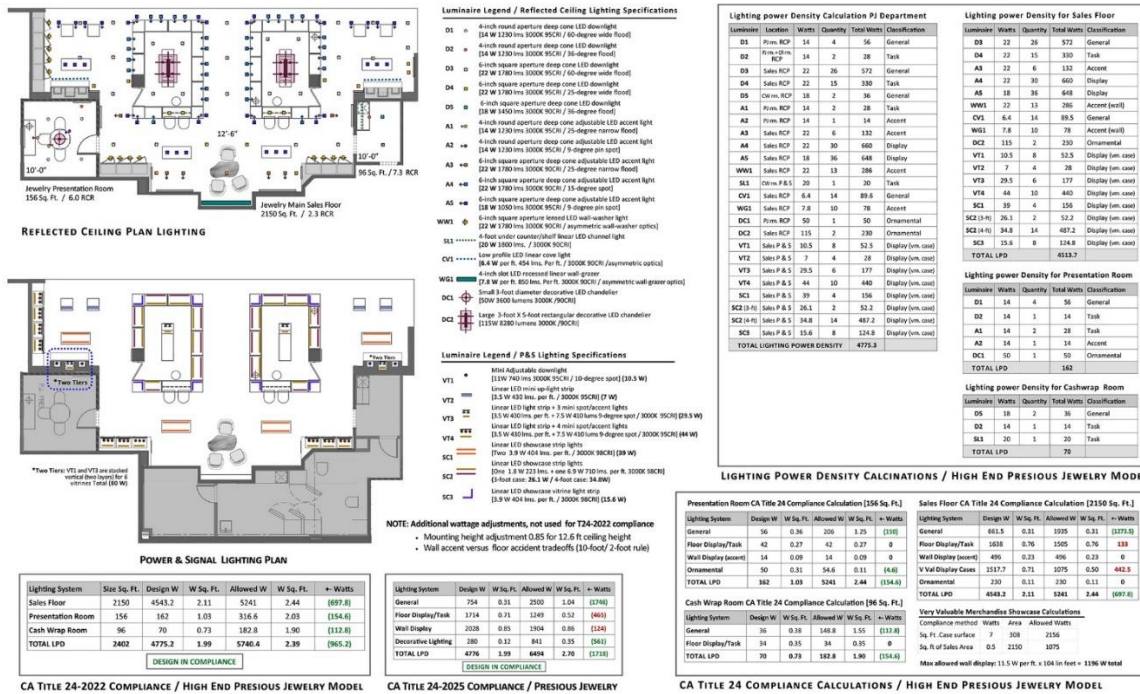 10'-0"
12'-6"
10'-0"
96 Sq. Ft. / 7.3 RCR
Jewelry Presentation Room
156 Sq. Ft. / 6.0 RCR
Jewelry Main Sales Floor
2150 Sq. Ft. / 2.3 RCR
REFLECTED CEILING PLAN LIGHTING
*Two Tiers
*Two Tiers
*Two Tiers: VT1 and VT3 are stacked
vertical (two layers) for 6
vitrines Total (80 W)
POWER & SIGNAL LIGHTING PLAN
Luminaire Legend / Reflected Ceiling Lighting Specifications
D1 4-inch round aperture deep cone LED downlight
[14 W 1230 lms 3000K 95CRI / 60-degree wide flood]
D2 4-inch round aperture deep cone LED downlight
[14 W 1230 lms 3000K 95CRI / 36-degree flood]
D3 6-inch square aperture deep cone LED downlight
[22 W 1780 lms 3000K 95CRI / 60-degree wide flood]
D4 6-inch square aperture deep cone LED downlight
[22 W 1780 lms 3000K 95CRI / 25-degree wide flood]
D5 6-inch square aperture deep cone LED downlight
[18 W 1450 lms 3000K 90CRI / 36-degree flood]
A1 4-inch round aperture deep cone adjustable LED accent light
[14 W 1230 lms 3000K 95CRI / 25-degree narrow flood]
A2 4-inch round aperture deep cone adjustable LED accent light
[14 W 1230 lms 3000K 95CRI / 9-degree pin spot]
A3 6-inch square aperture deep cone adjustable LED accent light
[22 W 1780 lms 3000K 95CRI / 25-degree narrow flood]
A4 6-inch square aperture deep cone adjustable LED accent light
[22 W 1780 lms 3000K 95CRI / 15-degree spot]
A5 6-inch square aperture deep cone adjustable LED accent light
[18 W 1050 lms 3000K 95CRI / 9-degree pin spot]
WW1 6-inch square aperture lensed LED wall-washer light
[22 W 1780 lms 3000K 90CRI / asymmetric wall-washer optics]
SL1 4-foot under counter/shelf linear LED channel light
[20 W 1800 lms. / 3000K 90CRI]
CV1 Low profile LED linear cove light
[6.4 W per ft. 454 lms. Per ft. / 3000K 90CRI /asymmetric optics]
WG1 4-inch slot LED recessed linear wall-grazer
[7.8 W per ft. 850 lms. Per ft. 3000K 90CRI / asymmetric wall grazer optics]
DC1 Small 3-foot diameter decorative LED chandelier
[50W 3600 lumens 3000K /90CRI]
DC2 Large 3-foot X 5-foot rectangular decorative LED chandelier
[115W 8280 lumens 3000K /90CRI]
Luminaire Legend / P&S Lighting Specifications
VT1 Mini Adjustable downlight
[11W 740 lms 3000K 95CRI / 10-degree spot] (10.5 W)
VT2 Linear LED mini up-light strip
[3.5 W 430 lms. per ft. / 3000K 95CRI] (7 W)
VT3 Linear LED light strip + 3 mini spot/accent lights
[3.5 W 430 lms. per ft. + 7.5 W 410 lums 9-degree spot / 3000K 95CRI] (29.5 W)
VT4 Linear LED light strip + 4 mini spot/accent lights
[3.5 W 430 lms. per ft. + 7.5 W 410 lums 9-degree spot / 3000K 95CRI] (44 W)
SC1 Linear LED showcase strip lights
[Two 3.9 W 404 lms. per ft. / 3000K 98CRI] (39 W)
SC2 Linear LED showcase strip lights
[One 1.8 W 223 lms + one 6.9 W 710 lms per ft. 3000K 98CRI]
(3-foot case: 26.1 W / 4-foot case: 34.8W)
SC3 Linear LED showcase vitrine light strip
[3.9 W 404 lms per ft. / 3000K 98CRI] (15.6 W)
NOTE: Additional wattage adjustments, not used for T24-2022 compliance
• Mounting height adjustment 0.85 for 12.6 ft ceiling height
• Wall accent versus floor accident tradeoffs (10-foot/ 2-foot rule)
Lighting power Density Calculation PJ Department
Luminaire Location Watts Quantity Total Watts Classification
D1 PJ rm. RCP 14 4 56 General
D2 RCP 14 2 28 Task
D3 Sales RCP 22 26 572 General
D4 Sales RCP 22 15 330 Task
D5 CW rm. RCP 18 2 36 General
A1 PJ rm. RCP 14 2 28 Task
A2 PJ rm. RCP 14 1 14 Accent
A3 Sales RCP 22 6 132 Accent
A4 Sales RCP 22 30 660 Display
A5 Sales RCP 18 36 648 Display
WW1 Sales RCP 22 13 286 Accent
SL1 CW rm. P & S 20 1 20 Task
CV1 Sales RCP 6.4 14 89.6 General
WG1 Sales RCP 7.8 10 78 Accent
DC1 PJ rm. RCP 50 1 50 Ornamental
DC2 Sales RCP 115 2 230 Ornamental
VT1 Sales P & S 10.5 8 52.5 Display (vm. case)
VT2 Sales P & S 7 4 28 Display (vm. case)
VT3 Sales P & S 29.5 6 177 Display (vm. case)
VT4 Sales P & S 44 10 440 Display (vm. case)
SC1 Sales P & S 39 4 156 Display (vm. case)
SC2 (3-ft) Sales P & S 26.1 2 52.2 Display (vm. case)
SC2 (4-ft) Sales P & S 34.8 14 487.2 Display (vm. case)
SC3 Sales P & S 15.6 8 124.8 Display (vm. case)
TOTAL LIGHTING POWER DENSITY 4775.3
Lighting power Density for Sales Floor
Luminaire Watts Quantity Total Watts Classification
D3 22 26 572 General
D4 22 15 330 Task
A3 22 6 132 Accent
A4 22 30 660 Display
A5 18 36 648 Display
WW1 22 13 286 Accent (wall)
CV1 6.4 14 89.5 General
WG1 7.8 10 78 Accent (wall)
DC2 115 2 230 Ornamental
VT1 10.5 8 52.5 Display (vm. case)
VT2 7 4 28 Display (vm. case)
VT3 29.5 6 177 Display (vm. case)
VT4 44 10 440 Display (vm. case)
SC1 39 4 156 Display (vm. case)
SC2 (3-ft) 26.1 2 52.2 Display (vm. case)
SC2 (4-ft) 34.8 14 487.2 Display (vm. case)
SC3 15.6 8 124.8 Display (vm. case)
TOTAL LPD 4513.7
Lighting power Density for Presentation Room
Luminaire Watts Quantity Total Watts Classification
D1 14 4 56 General
D2 14 1 14 Task
A1 14 2 28 Task
A2 14 1 14 Accent
DC1 50 1 50 Ornamental
TOTAL LPD 162
Lighting power Density for Cashwrap Room
Luminaire Watts Quantity Total Watts Classification
D5 18 2 36 General
D2 14 1 14 Task
SL1 20 1 20 Task
TOTAL LPD 70
LIGHTING POWER DENSITY CALCINATIONS / HIGH END PRESIOUS JEWELRY MODEL
Lighting System Size Sq. Ft. Design W W Sq. Ft. Allowed W W Sq. Ft. +- Watts
Sales Floor 2150 4543.2 2.11 5241 2.44 (697.8)
Presentation Room 156 162 1.03 316.6 2.03 (154.6)
Cash Wrap Room 96 70 0.73 182.8 1.90 (112.8)
TOTAL LPD 2402 4775.2 1.99 5740.4 2.39 (965.2)
DESIGN IN COMPLIANCE
CA TITLE 24-2022 COMPLIANCE / HIGH END PRESIOUS JEWELRY MODEL
Lighting System Design W W Sq. Ft. Allowed W W Sq. Ft. +- Watts
General 754 0.31 2500 1.04 (1746)
Floor Display/Task 1714 0.71 1249 0.52 (465)
Wall Display 2028 0.85 1904 0.86 (124)
Decorative Lighting 280 0.12 841 0.35 (561)
TOTAL LPD 4776 1.99 6494 2.70 (1718)
DESIGN IN COMPLIANCE
CA TITLE 24-2025 COMPLIANCE / PRESIOUS JEWELRY
Presentation Room CA Title 24 Compliance Calculation [156 Sq. Ft.]
Lighting System Design W W Sq. Ft. Allowed W W Sq. Ft. +- Watts
General 56 0.36 206 1.25 (150)
Floor Display/Task 42 0.27 42 0.27 0
Wall Display (accent) 14 0.09 14 0.09 0
Ornamental 50 0.31 54.6 0.11 (4.6)
TOTAL LPD 162 1.03 5241 2.44 (154.6)
Cash Wrap Room CA Title 24 Compliance Calculation [96 Sq. Ft.]
General 36 0.38 148.8 1.55 (112.8)
Floor Display/Task 34 0.35 34 0.35 0
TOTAL LPD 70 0.73 182.8 1.90 (154.6)
Sales Floor CA Title 24 Compliance Calculation [2150 Sq. Ft.]
Lighting System Design W W Sq. Ft. Allowed W W Sq. Ft. +- Watts
General 661.5 0.31 1935 0.31 (1273.5)
Floor Display/Task 1638 0.76 1505 0.76 133
Wall Display (accent) 496 0.23 496 0.23 0
V Val Display Cases 1517.7 0.71 1075 0.50 442.5
Ornamental 230 0.11 230 0.11 0
TOTAL LPD 4543.2 2.11 5241 2.44 (697.8)
Very Valuable Merchandise Showcase Calculations
Compliance method Watts Area Allowed Watts
Sq. Ft .Case surface 7 308 2156
Sq. ft of Sales Area 0.5 2150 1075
Max allowed wall display: 11.5 W per ft. x 104 lin feet = 1196 W total
CA TITLE 24 COMPLIANCE CALCULATIONS / HIGH END PRESIOUS JEWELRY MODEL